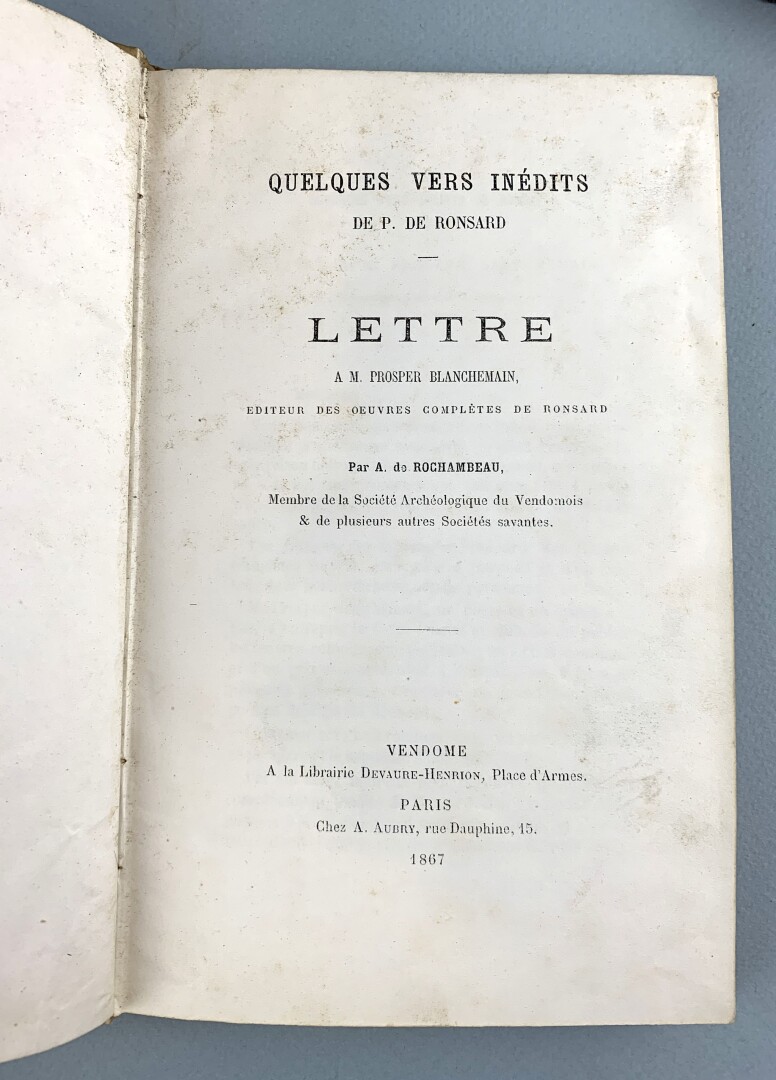 QUELQUES VERS INÉDITS
DE P. DE RONSARD
LETTRE
A M. PROSPER BLANCHEMAIN,
EDITEUR DES OEUVRES COMPLÈTES DE RONSARD
Par A. de ROCHAMBEAU,
Membre de la Société Archéologique du Vendomois
& de plusieurs autres Sociétés savantes.
VENDOME
A la Librairie DEVAURE-HENRION, Place d'Armes.
PARIS
Chez A. AUBRY, rue Dauphine, 15.
1867